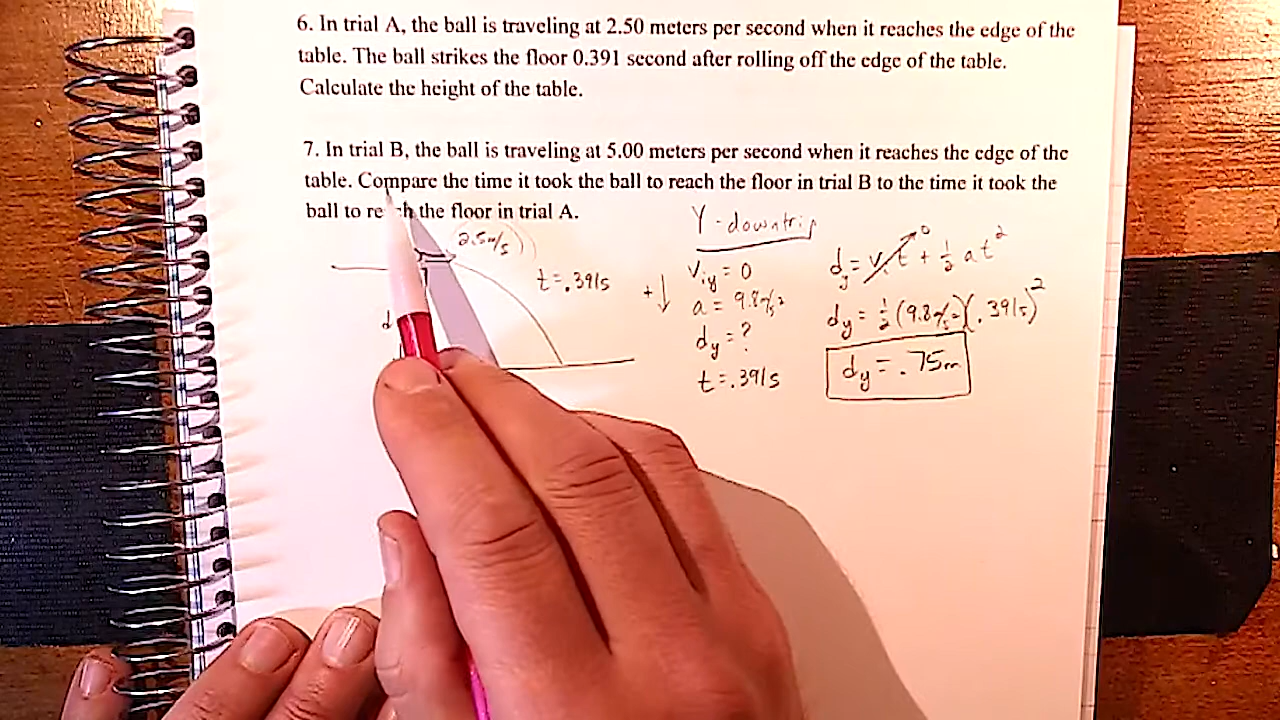 6. In trial A, the ball is traveling at 2.50 meters per second when it reaches the edge of the
table. The ball strikes the floor 0.391 second after rolling off the edge of the table.
Calculate the height of the table.
7. In trial B, the ball is traveling at 5.00 meters per second when it reaches the edge of the
table. Compare the time it took the ball to reach the floor in trial B to the time it took the
ball to re ch the floor in trial A.
2.5m/s
t=.391s
d
Y-down trip
+↓
Viy = 0
a = 9.8m/s²
dy = ?
t = .391s
dy = vit⁰ + ½ at²
dy = ½(9.8m/s²)(.391s)²
dy = .75m